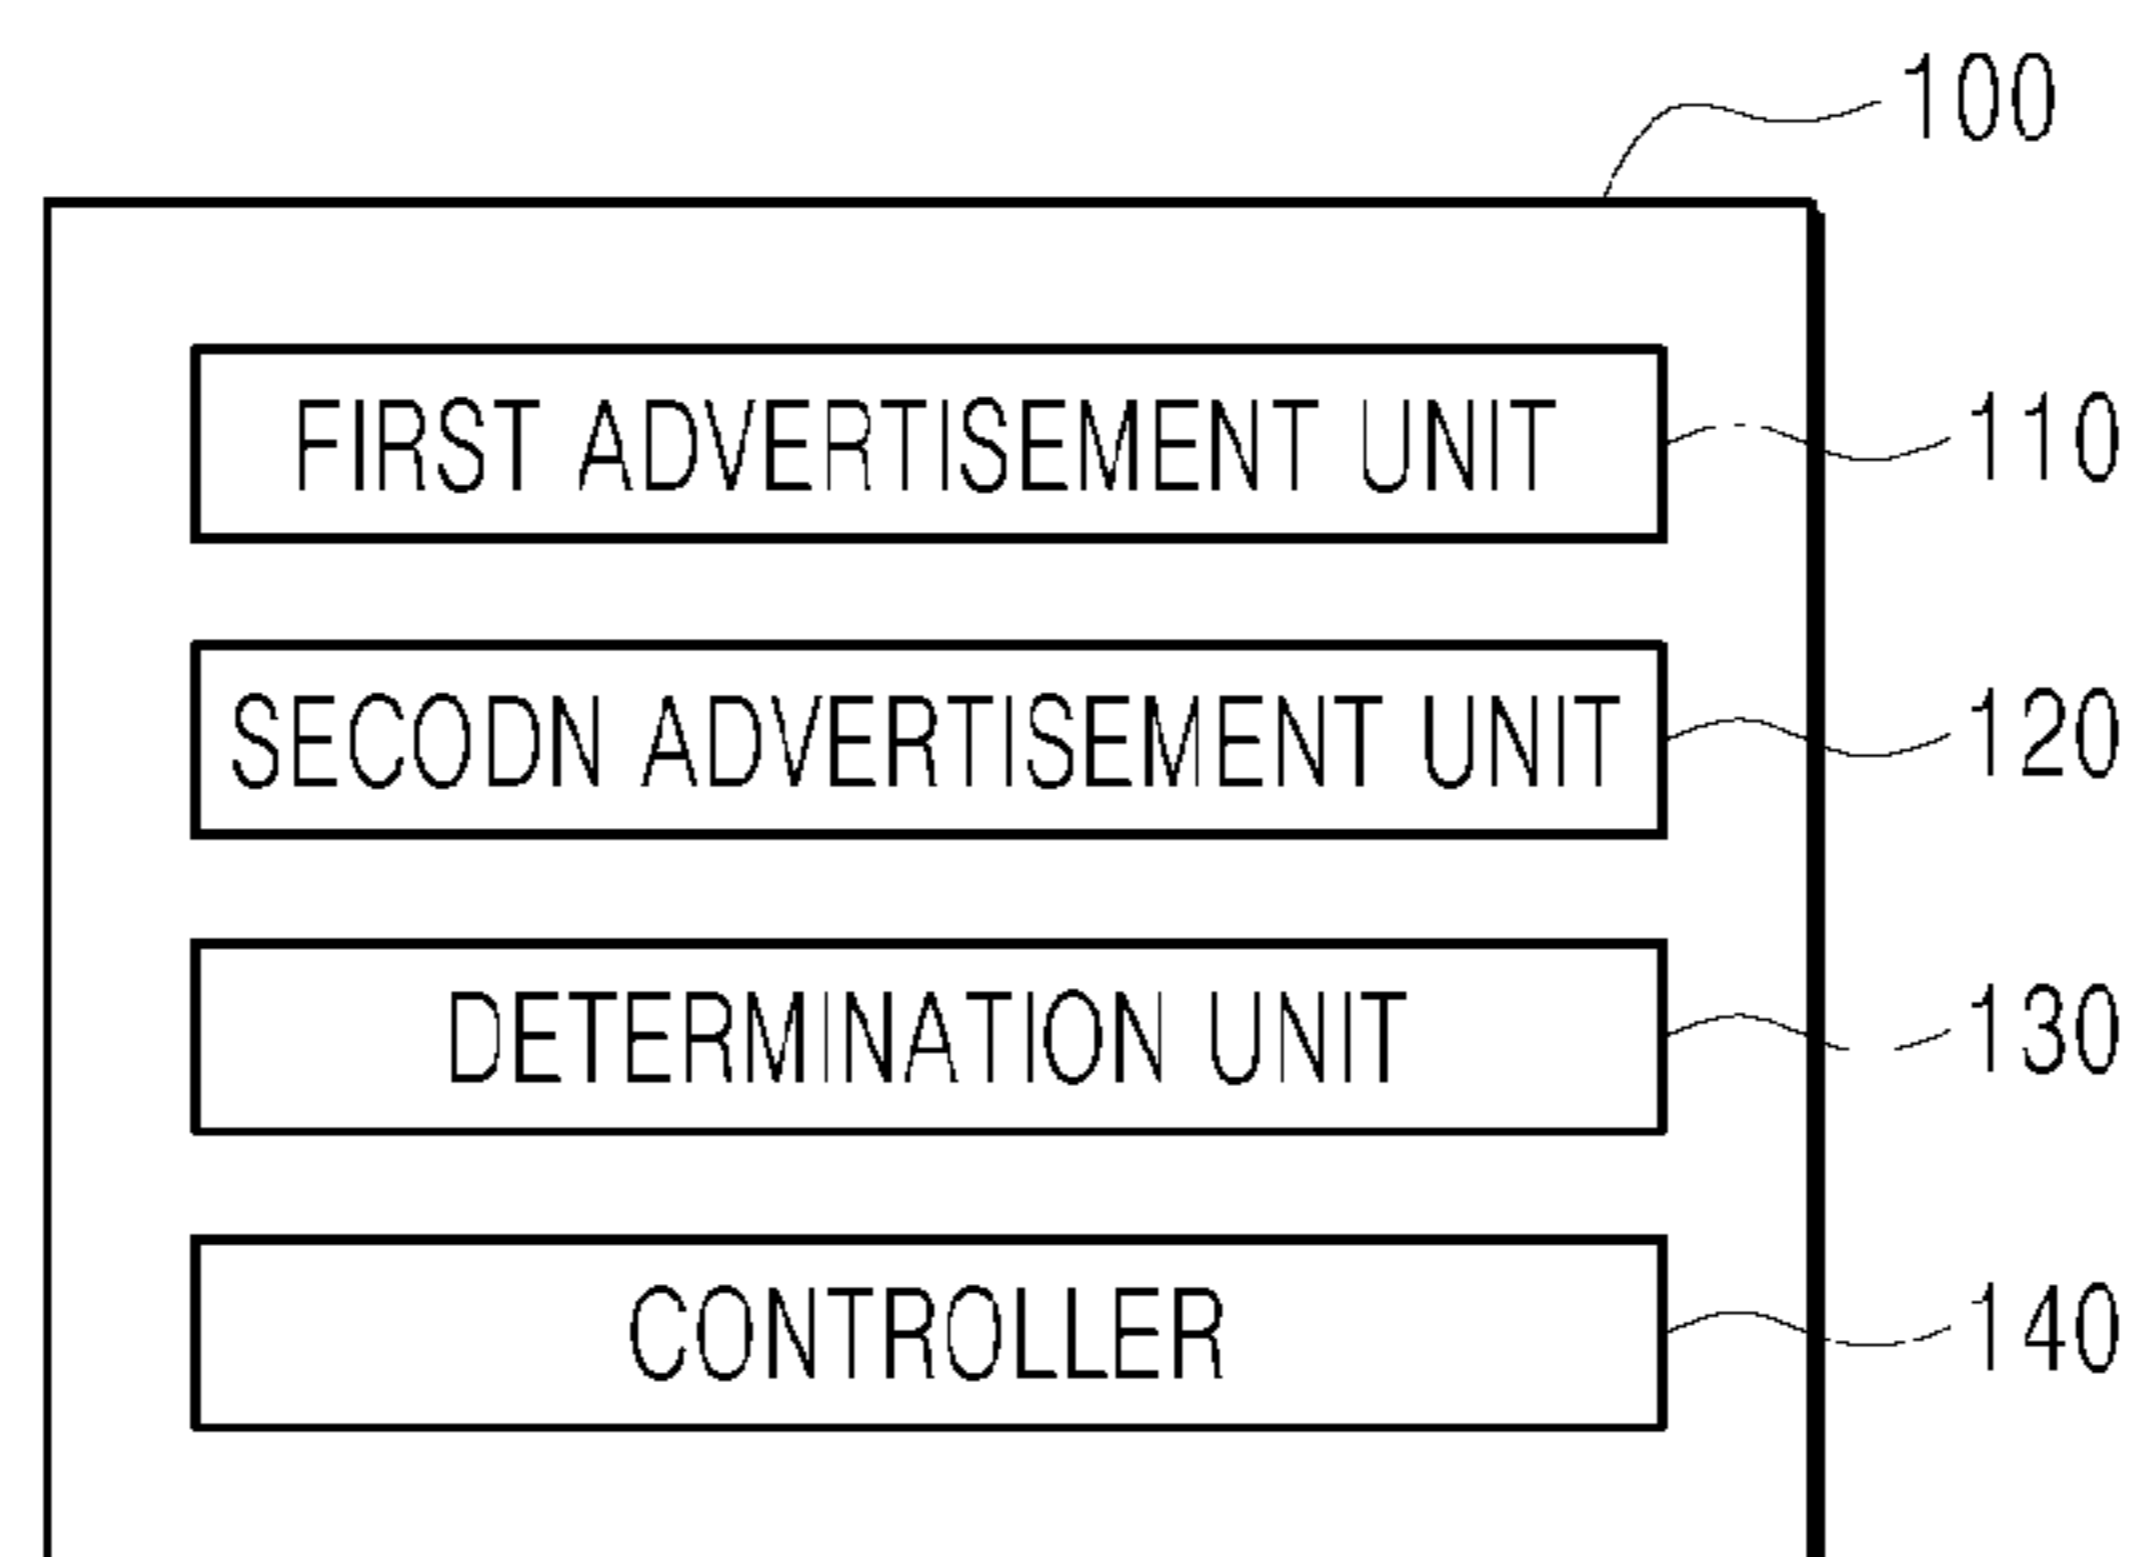 100
FIRST ADVERTISEMENT UNIT 110
SECODN ADVERTISEMENT UNIT 120
DETERMINATION UNIT 130
CONTROLLER 140